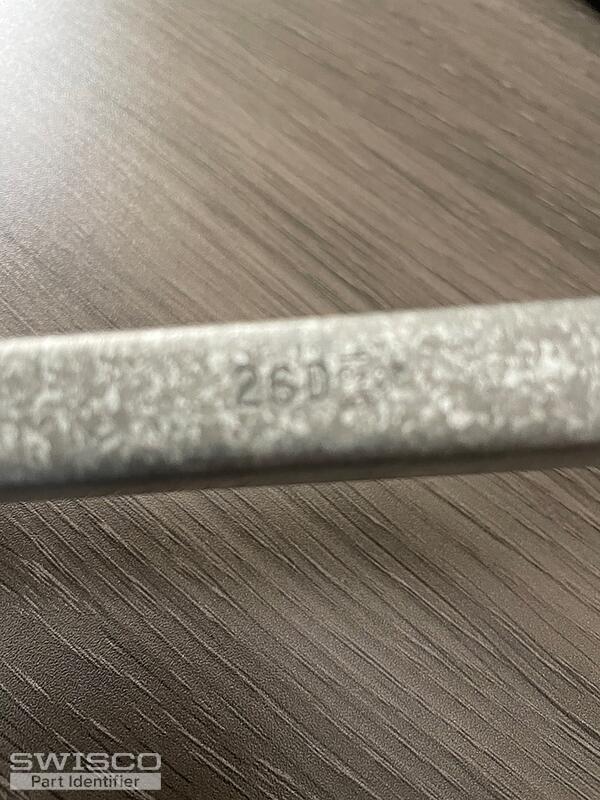 26D
SWISCO
Part Identifier